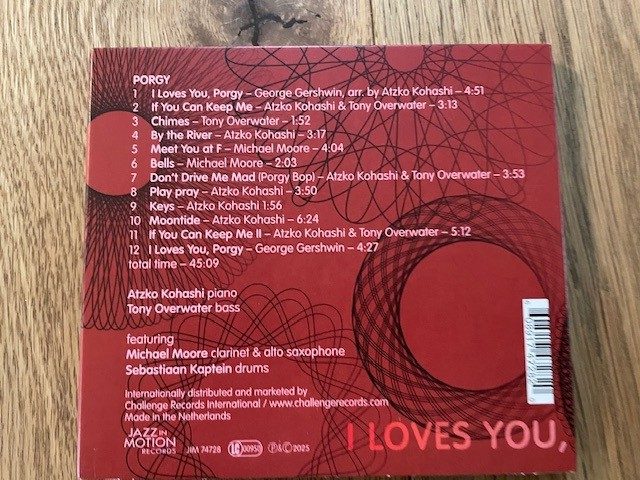 PORGY
1 I Loves You, Porgy – George Gershwin, arr. by Atzko Kohashi – 4:51
2 If You Can Keep Me – Atzko Kohashi & Tony Overwater – 3:13
3 Chimes – Tony Overwater – 1:52
4 By the River – Atzko Kohashi – 3:17
5 Meet You at F – Michael Moore – 4:04
6 Bells – Michael Moore – 2:03
7 Don't Drive Me Mad (Porgy Bop) – Atzko Kohashi & Tony Overwater – 3:53
8 Play pray – Atzko Kohashi – 3:50
9 Keys – Atzko Kohashi 1:56
10 Moontide – Atzko Kohashi – 6:24
11 If You Can Keep Me II – Atzko Kohashi & Tony Overwater – 5:12
12 I Loves You, Porgy – George Gershwin – 4:27
total time – 45:09
Atzko Kohashi piano
Tony Overwater bass
featuring
Michael Moore clarinet & alto saxophone
Sebastiaan Kaptein drums
Internationally distributed and marketed by
Challenge Records International / www.challengerecords.com
Made in the Netherlands
JAZZ IN
MOTION
RECORDS
JIM 74728
LC 00950
Ⓟ&© 2025
I LOVES YOU,